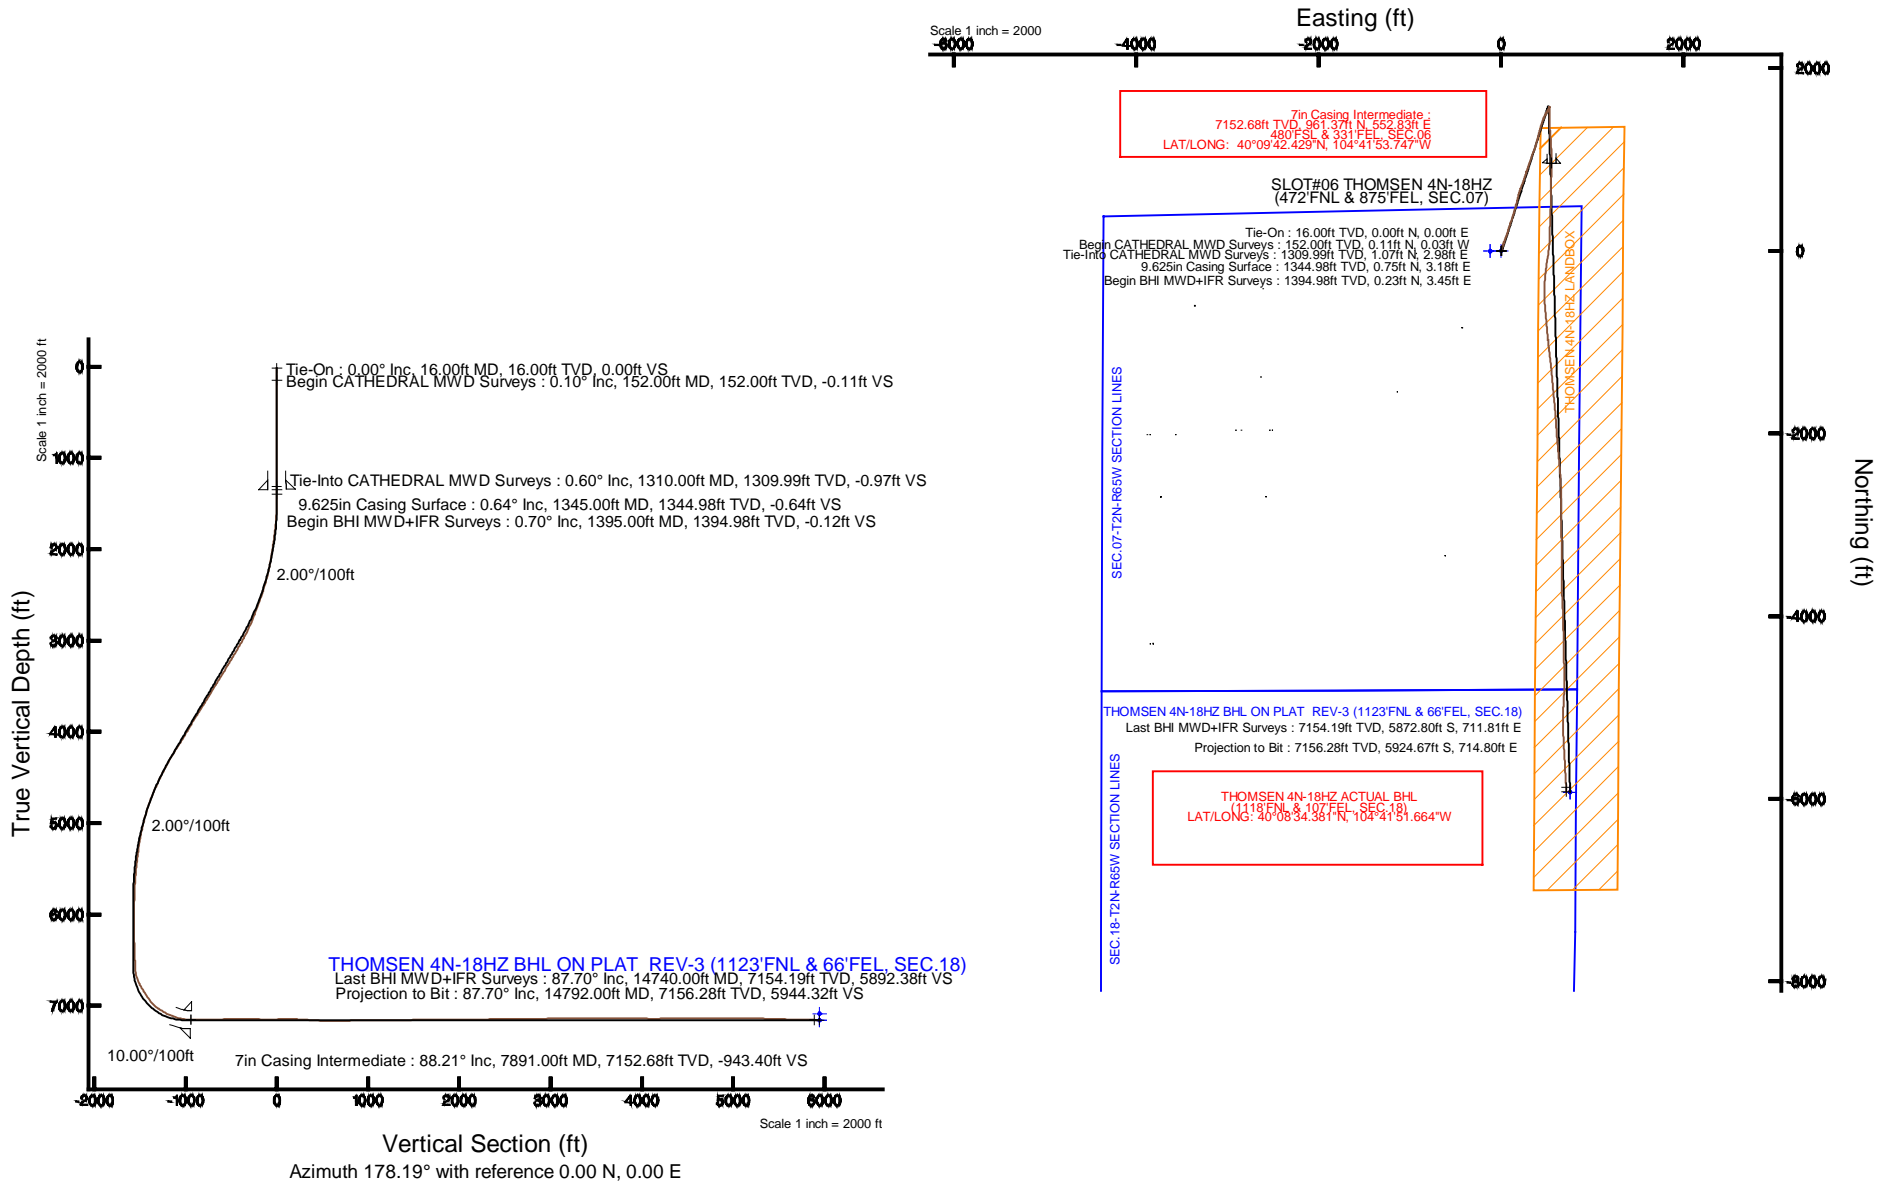 Easting (ft)
Scale 1 inch = 2000
-6000
-4000
-2000
0
2000
2000
0
-2000
-4000
-6000
-8000
Northing (ft)
7in Casing Intermediate :
7152.68ft TVD, 961.37ft N, 552.83ft E
480'FSL & 331'FEL, SEC.06
LAT/LONG: 40°09'42.429"N, 104°41'53.747"W
SLOT#06 THOMSEN 4N-18HZ
(472'FNL & 875'FEL, SEC.07)
Tie-On : 16.00ft TVD, 0.00ft N, 0.00ft E
Begin CATHEDRAL MWD Surveys : 152.00ft TVD, 0.11ft N, 0.03ft W
Tie-Into CATHEDRAL MWD Surveys : 1309.99ft TVD, 1.07ft N, 2.98ft E
9.625in Casing Surface : 1344.98ft TVD, 0.75ft N, 3.18ft E
Begin BHI MWD+IFR Surveys : 1394.98ft TVD, 0.23ft N, 3.45ft E
THOMSEN 4N-18HZ LANDBOX
SEC.07-T2N-R65W SECTION LINES
THOMSEN 4N-18HZ BHL ON PLAT REV-3 (1123'FNL & 66'FEL, SEC.18)
Last BHI MWD+IFR Surveys : 7154.19ft TVD, 5872.80ft S, 711.81ft E
Projection to Bit : 7156.28ft TVD, 5924.67ft S, 714.80ft E
THOMSEN 4N-18HZ ACTUAL BHL
(1118'FNL & 107'FEL, SEC.18)
LAT/LONG: 40°08'34.381"N, 104°41'51.664"W
SEC.18-T2N-R65W SECTION LINES
Scale 1 inch = 2000 ft
True Vertical Depth (ft)
0
1000
2000
3000
4000
5000
6000
7000
Tie-On : 0.00° Inc, 16.00ft MD, 16.00ft TVD, 0.00ft VS
Begin CATHEDRAL MWD Surveys : 0.10° Inc, 152.00ft MD, 152.00ft TVD, -0.11ft VS
Tie-Into CATHEDRAL MWD Surveys : 0.60° Inc, 1310.00ft MD, 1309.99ft TVD, -0.97ft VS
9.625in Casing Surface : 0.64° Inc, 1345.00ft MD, 1344.98ft TVD, -0.64ft VS
Begin BHI MWD+IFR Surveys : 0.70° Inc, 1395.00ft MD, 1394.98ft TVD, -0.12ft VS
2.00°/100ft
2.00°/100ft
THOMSEN 4N-18HZ BHL ON PLAT REV-3 (1123'FNL & 66'FEL, SEC.18)
Last BHI MWD+IFR Surveys : 87.70° Inc, 14740.00ft MD, 7154.19ft TVD, 5892.38ft VS
Projection to Bit : 87.70° Inc, 14792.00ft MD, 7156.28ft TVD, 5944.32ft VS
10.00°/100ft
7in Casing Intermediate : 88.21° Inc, 7891.00ft MD, 7152.68ft TVD, -943.40ft VS
-2000
-1000
0
1000
2000
3000
4000
5000
6000
Scale 1 inch = 2000 ft
Vertical Section (ft)
Azimuth 178.19° with reference 0.00 N, 0.00 E